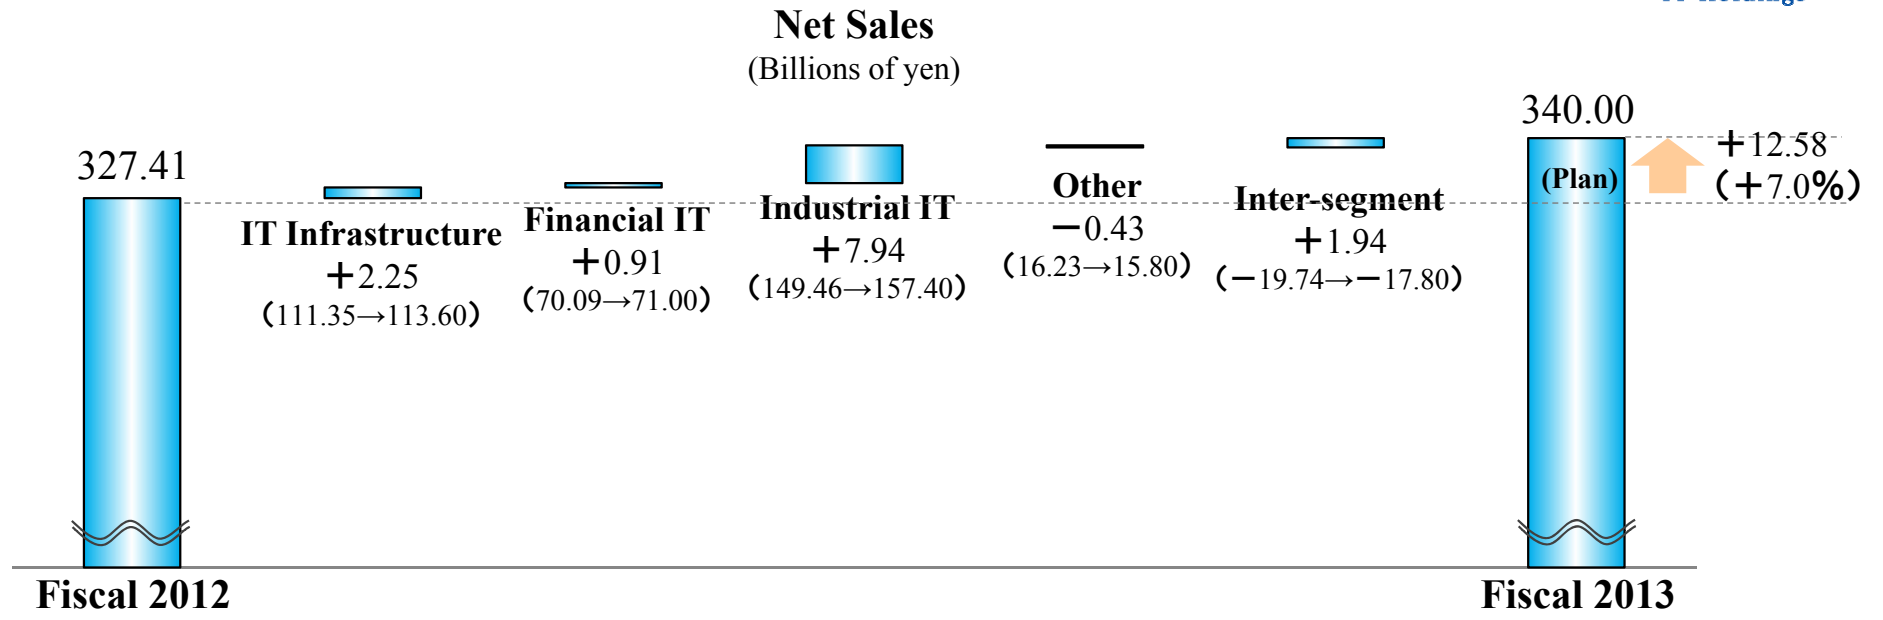 Net Sales
(Billions of yen)
327.41
IT Infrastructure
+2.25
(111.35→113.60)
Financial IT
+0.91
(70.09→71.00)
Industrial IT
+7.94
(149.46→157.40)
Other
−0.43
(16.23→15.80)
Inter-segment
+1.94
(−19.74→−17.80)
340.00
(Plan)
+12.58
(+7.0%)
Fiscal 2012
Fiscal 2013